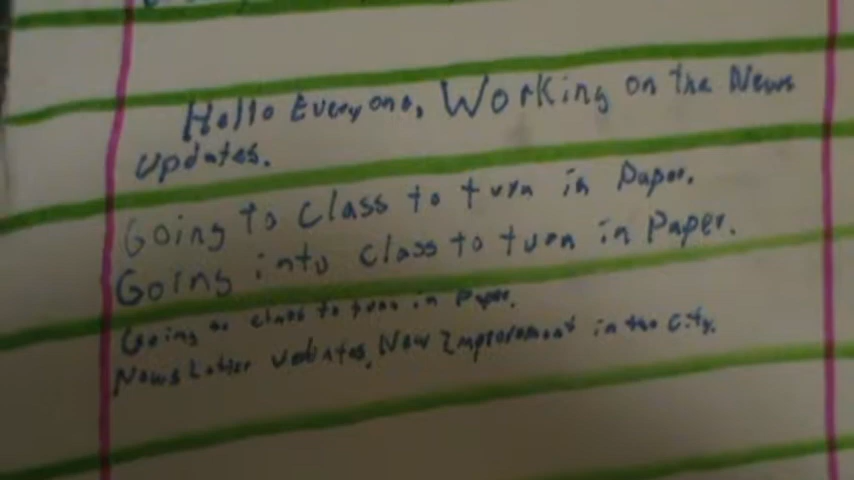 Hello Everyone, Working on the News
updates.
Going to class to turn in paper.
Going into class to turn in Paper.
Going to class to turn in Paper.
News Letter updates, New Improvement in the city.